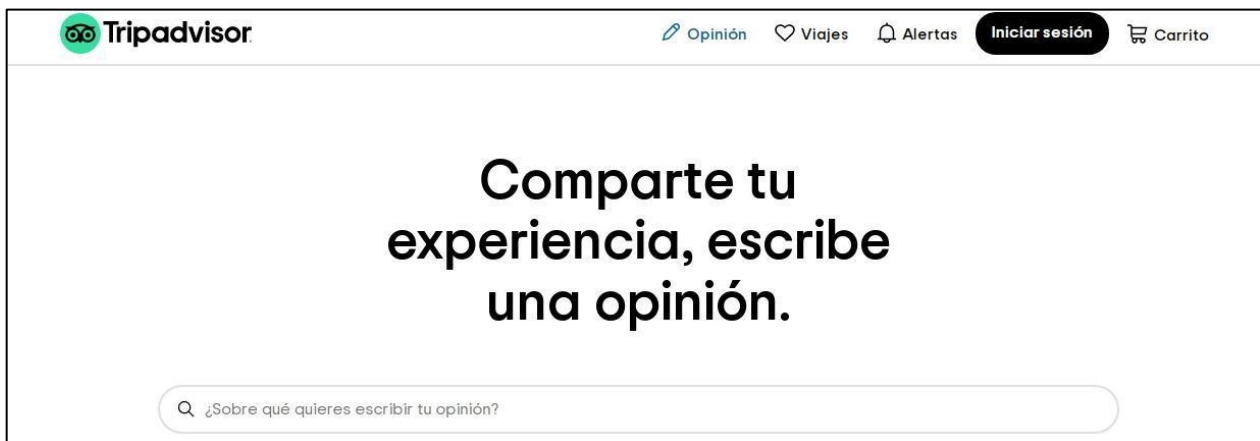 Tripadvisor
Opinión Viajes Alertas Iniciar sesión Carrito
Comparte tu
experiencia, escribe
una opinión.
¿Sobre qué quieres escribir tu opinión?